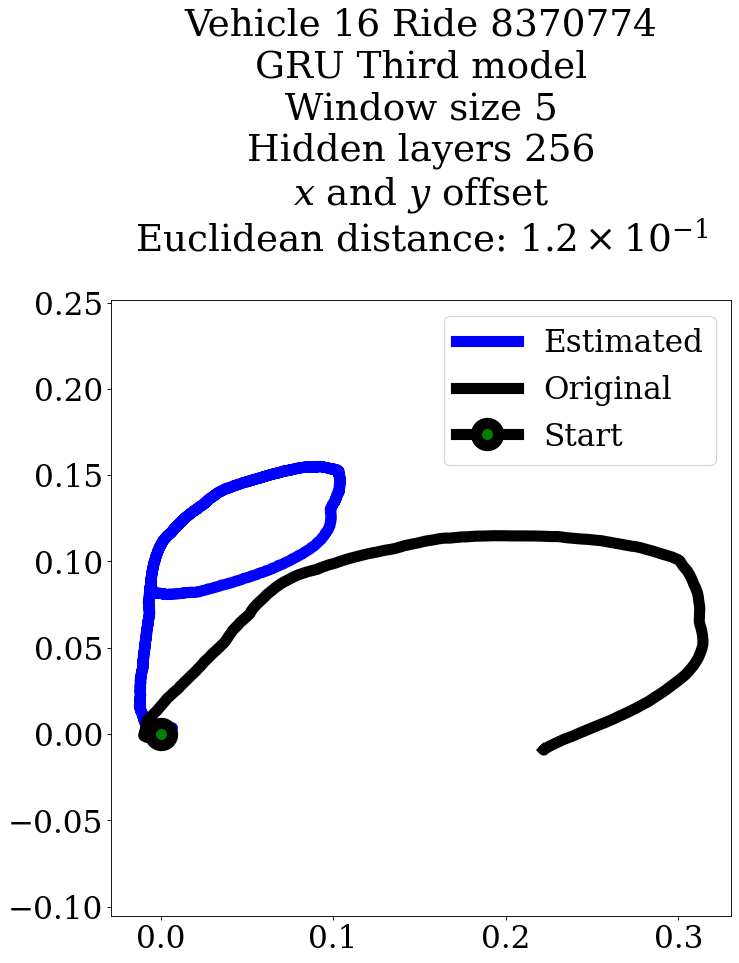 Vehicle 16 Ride 8370774
GRU Third model
Window size 5
Hidden layers 256
x and y offset
Euclidean distance: 1.2 × 10⁻¹
0.25
Estimated
Original
Start
0.20
0.15
0.10
0.05
0.00
−0.05
−0.10
0.0 0.1 0.2 0.3